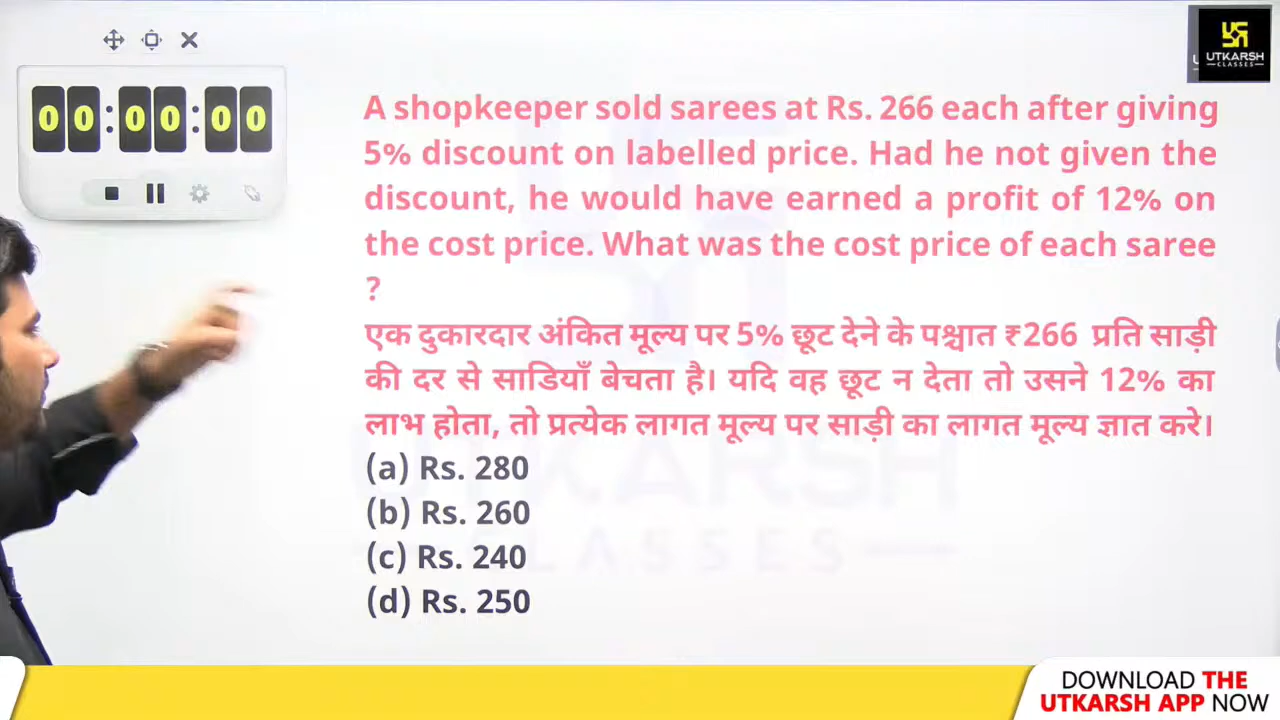 UTKARSH
CLASSES
00:00:00
A shopkeeper sold sarees at Rs. 266 each after giving
5% discount on labelled price. Had he not given the
discount, he would have earned a profit of 12% on
the cost price. What was the cost price of each saree
?
एक दुकारदार अंकित मूल्य पर 5% छूट देने के पश्चात ₹266 प्रति साड़ी
की दर से साडियाँ बेचता है। यदि वह छूट न देता तो उसने 12% का
लाभ होता, तो प्रत्येक लागत मूल्य पर साड़ी का लागत मूल्य ज्ञात करे।
(a) Rs. 280
(b) Rs. 260
(c) Rs. 240
(d) Rs. 250
UTKARSH
CLASSES
DOWNLOAD THE
UTKARSH APP NOW